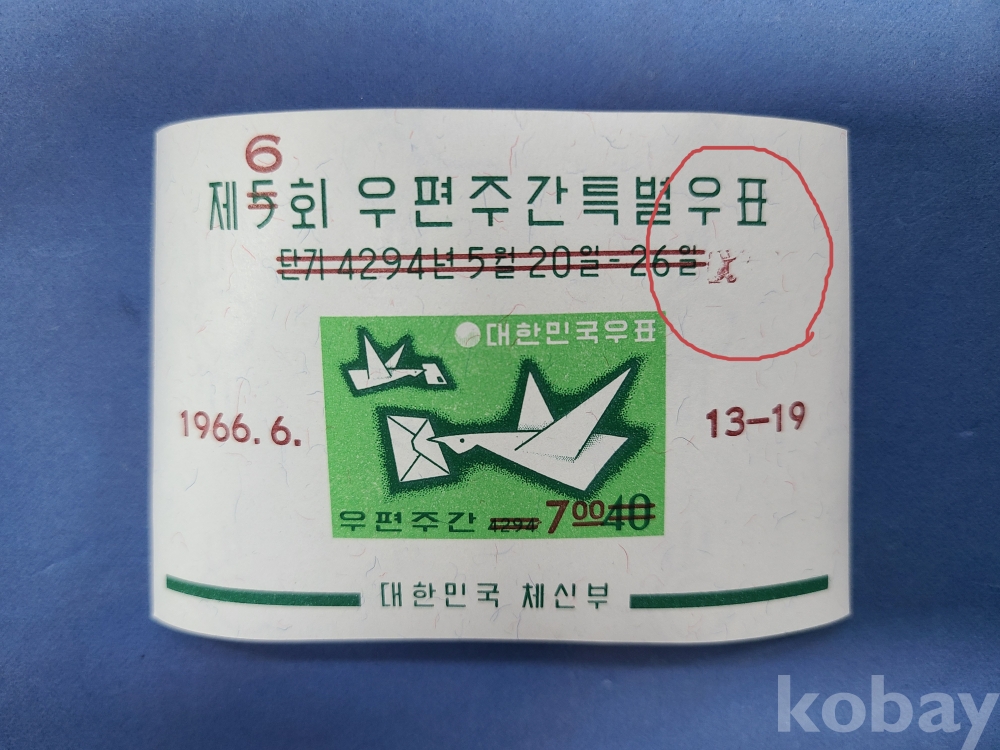 6
제5회 우편주간특별우표
단기 4294년 5월 20일-26일
대한민국우표
1966. 6. 13-19
우편주간 4294 7 00 40
대한민국 체신부
kobay